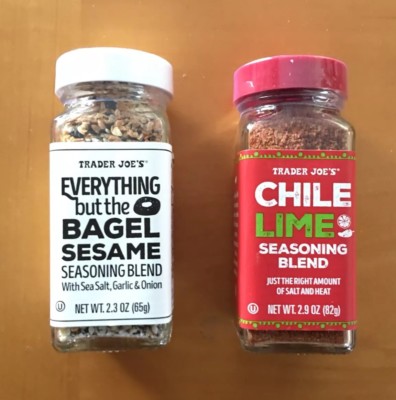 TRADER JOE'S
EVERYTHING
but the
BAGEL
SESAME
SEASONING BLEND
With Sea Salt, Garlic & Onion
U
NET WT. 2.3 OZ (65g)
TRADER JOE'S
CHILE
LIME
SEASONING
BLEND
JUST THE RIGHT AMOUNT
OF SALT AND HEAT
U
NET WT. 2.9 OZ (82g)